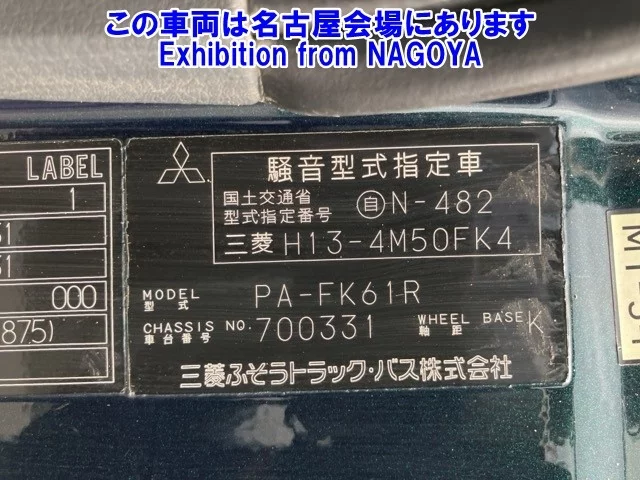 この車両は名古屋会場にあります
Exhibition from NAGOYA
LABEL
1
000
騒音型式指定車
国土交通省
型式指定番号 自 N-482
三菱 H13-4M50FK4
MODEL
型式 PA-FK61R
CHASSIS NO.
車台番号 700331
WHEEL BASE
軸距 K
三菱ふそうトラック・バス株式会社